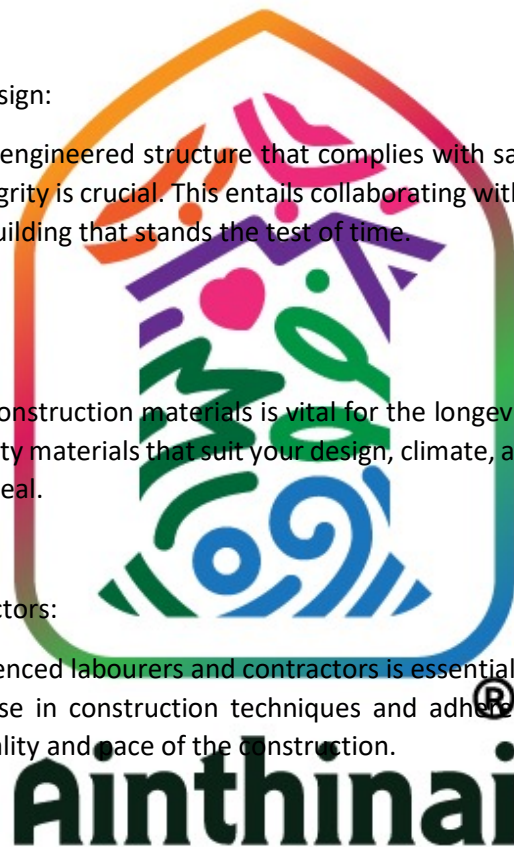 sign:
engineered structure that complies with sa
grity is crucial. This entails collaborating with
uilding that stands the test of time.
onstruction materials is vital for the longev
ty materials that suit your design, climate, a
eal.
ctors:
enced labourers and contractors is essential
se in construction techniques and adhere
lity and pace of the construction.
®
Ainthinai